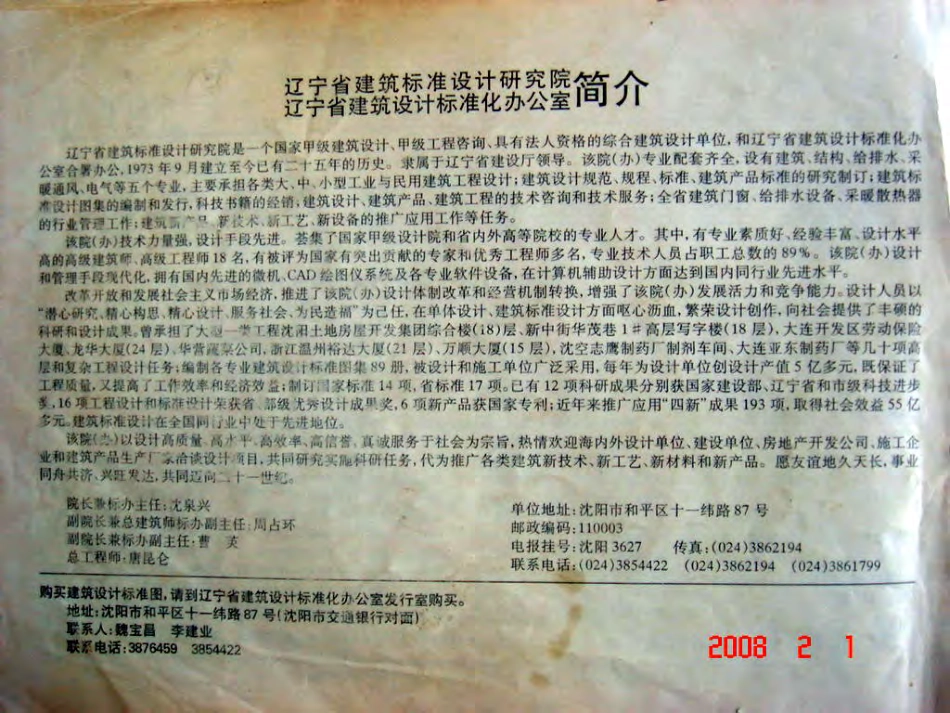 辽宁省建筑标准设计研究院
辽宁省建筑设计标准化办公室
简介
辽宁省建筑标准设计研究院是一个国家甲级建筑设计、甲级工程咨询、具有法人资格的综合建筑设计单位,和辽宁省建筑设计标准化办
公室合署办公,1973年9月建立至今已有二十五年的历史。隶属于辽宁省建设厅领导。该院(办)专业配套齐全,设有建筑、结构、给排水、采
暖通风、电气等五个专业,主要承担各类大、中、小型工业与民用建筑工程设计;建筑设计规范、规程、标准、建筑产品标准的研究制订;建筑标
准设计图集的编制和发行,科技书籍的经销,建筑设计、建筑产品、建筑工程的技术咨询和技术服务;全省建筑门窗、给排水设备、采暖散热器
的行业管理工作;建筑新产品、新技术、新工艺、新设备的推广应用工作等任务。
该院(办)技术力量强,设计手段先进。荟集了国家甲级设计院和省内外高等院校的专业人才。其中,有专业素质好、经验丰富、设计水平
高的高级建筑师、高级工程师18名,有被评为国家有突出贡献的专家和优秀工程师多名,专业技术人员占职工总数的89%。该院(办)设计
和管理手段现代化,拥有国内先进的微机、CAD绘图仪系统及各专业软件设备,在计算机辅助设计方面达到国内同行业先进水平。
改革开放和发展社会主义市场经济,推进了该院(办)设计体制改革和经营机制转换,增强了该院(办)发展活力和竞争能力。设计人员以
“潜心研究、精心构思、精心设计、服务社会、为民造福”为己任,在单体设计、建筑标准设计方面呕心沥血,繁荣设计创作,向社会提供了丰硕的
科研和设计成果。曾承担了大型一类工程沈阳土地房屋开发集团综合楼(18)层、新中街华茂巷1#高层写字楼(18层),大连开发区劳动保险
大厦、龙华大厦(24层)、华营蔬菜公司,浙江温州裕达大厦(21层)、万顺大厦(15层),沈空志鹰制药厂制剂车间、大连亚东制药厂等几十项高
层和复杂工程设计任务;编制各专业建筑设计标准图集89册,被设计和施工单位广泛采用,每年为设计单位创设计产值5亿多元,既保证了
工程质量,又提高了工作效率和经济效益;制订国家标准14项,省标准17项。已有12项科研成果分别获国家建设部、辽宁省和市级科技进步
奖,16项工程设计和标准设计荣获省、部级优秀设计成果奖,6项新产品获国家专利;近年来推广应用“四新”成果193项,取得社会效益55亿
多元。建筑标准设计在全国同行业中处于先进地位。
该院(办)以设计高质量、高水平、高效率、高信誉、真诚服务于社会为宗旨,热情欢迎海内外设计单位、建设单位、房地产开发公司、施工企
业和建筑产品生产厂家洽谈设计项目,共同研究实施科研任务,代为推广各类建筑新技术、新工艺、新材料和新产品。愿友谊地久天长,事业
同舟共济、兴旺发达,共同迈向二十一世纪。
院长兼标办主任:沈泉兴
副院长兼总建筑师标办副主任:周占环
副院长兼标办副主任:曹 英
总工程师:唐昆仑
单位地址:沈阳市和平区十一纬路87号
邮政编码:110003
电报挂号:沈阳3627 传真:(024)3862194
联系电话:(024)3854422 (024)3862194 (024)3861799
购买建筑设计标准图,请到辽宁省建筑设计标准化办公室发行室购买。
地址:沈阳市和平区十一纬路87号(沈阳市交通银行对面)
联系人:魏宝昌 李建业
联系电话:3876459 3854422
2008 2 1